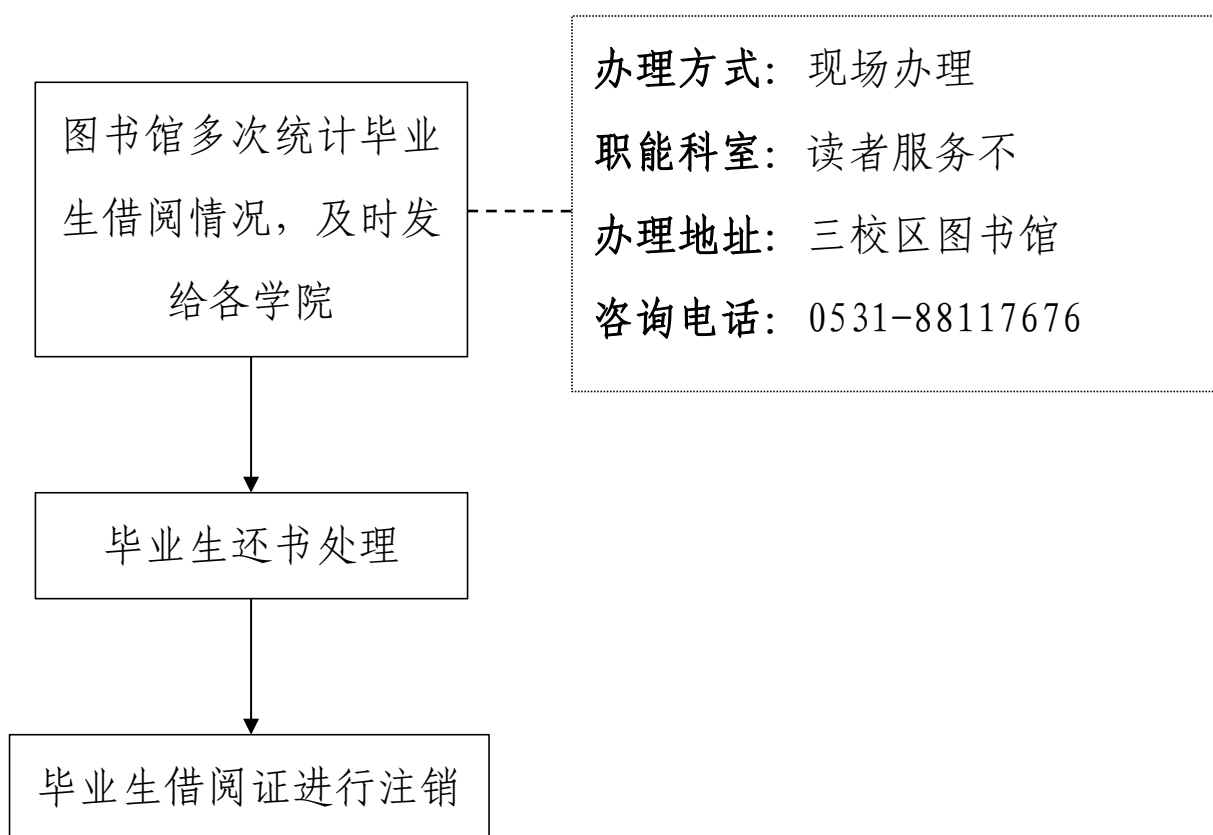 图书馆多次统计毕业
生借阅情况，及时发
给各学院
办理方式： 现场办理
职能科室： 读者服务不
办理地址： 三校区图书馆
咨询电话： 0531-88117676
毕业生还书处理
毕业生借阅证进行注销